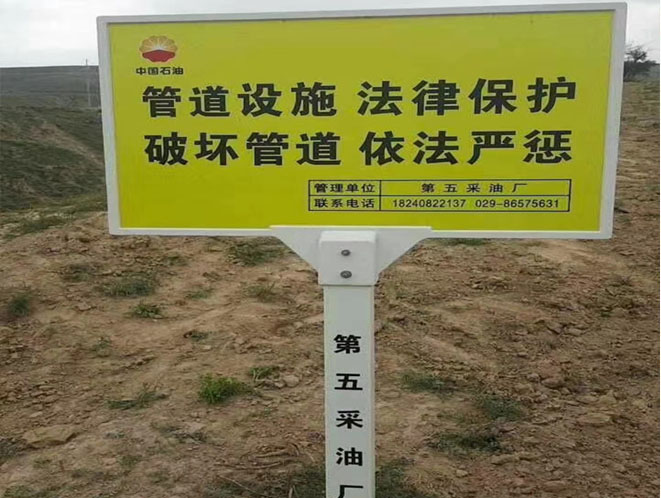 中国石油
管道设施 法律保护
破坏管道 依法严惩
管理单位 第五采油厂
联系电话 18240822137 029-86575631
第
五
采
油
厂